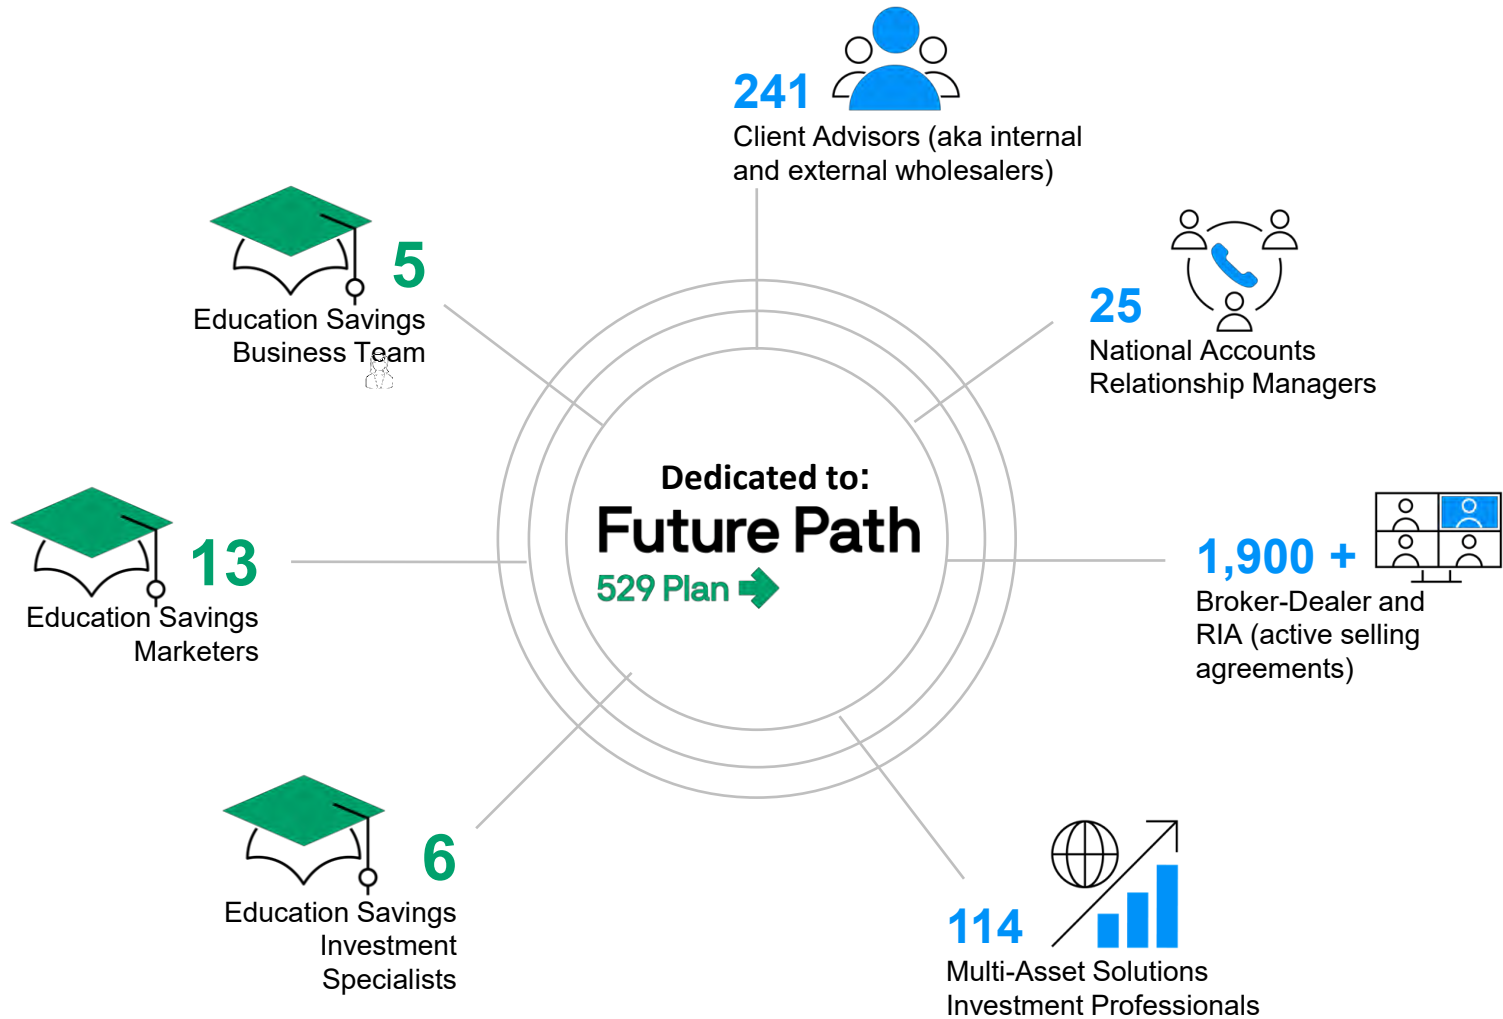 241
Client Advisors (aka internal
and external wholesalers)
25
National Accounts
Relationship Managers
1,900 +
Broker-Dealer and
RIA (active selling
agreements)
114
Multi-Asset Solutions
Investment Professionals
6
Education Savings
Investment
Specialists
13
Education Savings
Marketers
5
Education Savings
Business Team
Dedicated to:
Future Path
529 Plan